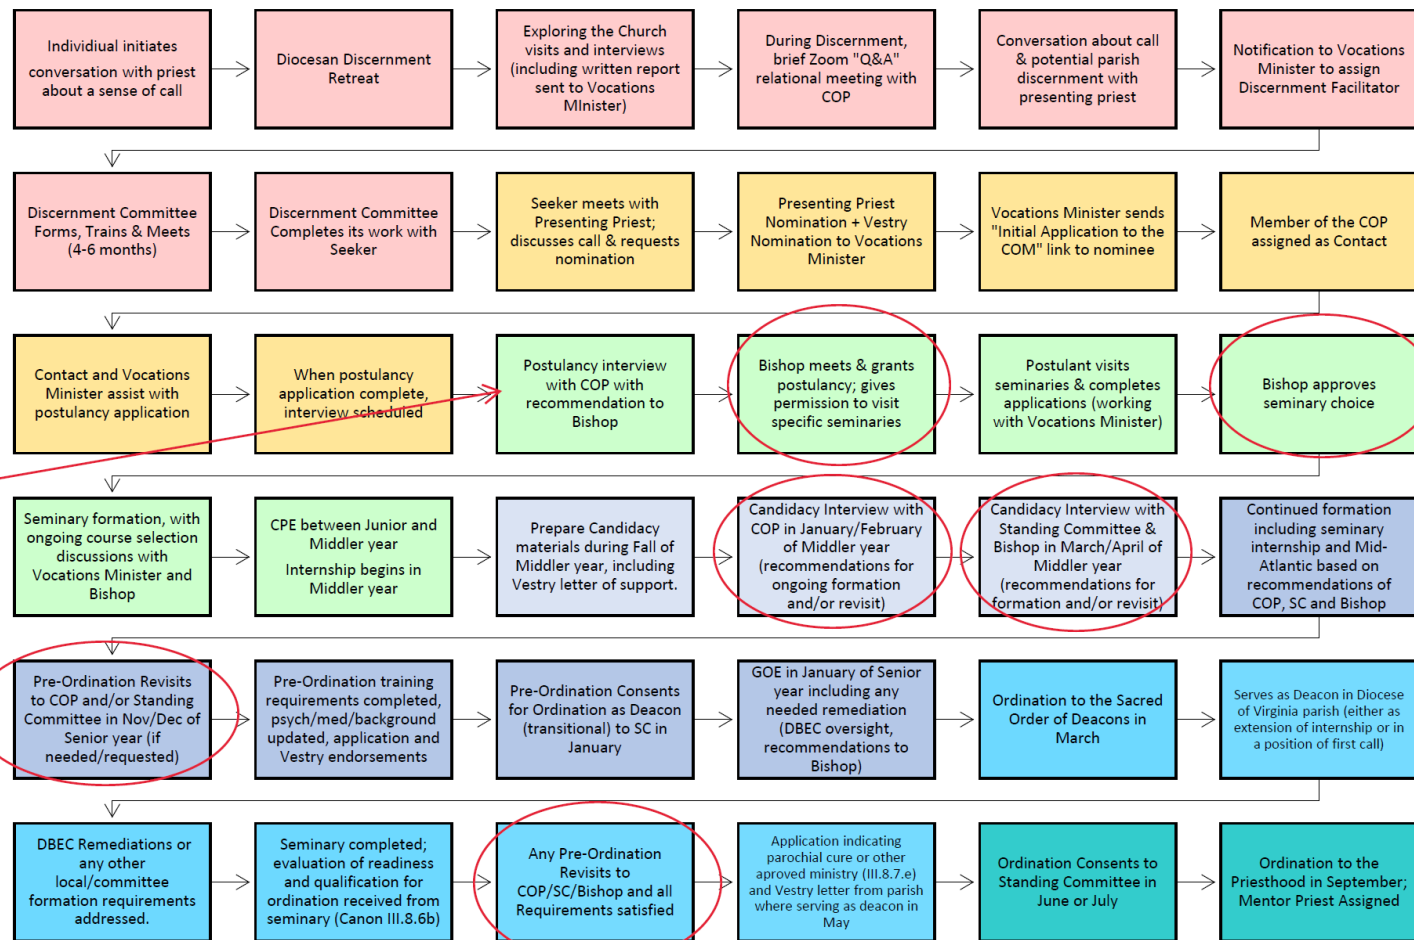 Individiual initiates
conversation with priest
about a sense of call
Diocesan Discernment
Retreat
Exploring the Church
visits and interviews
(including written report
sent to Vocations
MInister)
During Discernment,
brief Zoom "Q&A"
relational meeting with
COP
Conversation about call
& potential parish
discernment with
presenting priest
Notification to Vocations
Minister to assign
Discernment Facilitator
Discernment Committee
Forms, Trains & Meets
(4-6 months)
Discernment Committee
Completes its work with
Seeker
Seeker meets with
Presenting Priest;
discusses call & requests
nomination
Presenting Priest
Nomination + Vestry
Nomination to Vocations
Minister
Vocations Minister sends
"Initial Application to the
COM" link to nominee
Member of the COP
assigned as Contact
Contact and Vocations
Minister assist with
postulancy application
When postulancy
application complete,
interview scheduled
Postulancy interview
with COP with
recommendation to
Bishop
Bishop meets & grants
postulancy; gives
permission to visit
specific seminaries
Postulant visits
seminaries & completes
applications (working
with Vocations Minister)
Bishop approves
seminary choice
Seminary formation, with
ongoing course selection
discussions with
Vocations Minister and
Bishop
CPE between Junior and
Middler year
Internship begins in
Middler year
Prepare Candidacy
materials during Fall of
Middler year, including
Vestry letter of support.
Candidacy Interview with
COP in January/February
of Middler year
(recommendations for
ongoing formation
and/or revisit)
Candidacy Interview with
Standing Committee &
Bishop in March/April of
Middler year
(recommendations for
formation and/or revisit)
Continued formation
including seminary
internship and Mid-
Atlantic based on
recommendations of
COP, SC and Bishop
Pre-Ordination Revisits
to COP and/or Standing
Committee in Nov/Dec of
Senior year (if
needed/requested)
Pre-Ordination training
requirements completed,
psych/med/background
updated, application and
Vestry endorsements
Pre-Ordination Consents
for Ordination as Deacon
(transitional) to SC in
January
GOE in January of Senior
year including any
needed remediation
(DBEC oversight,
recommendations to
Bishop)
Ordination to the Sacred
Order of Deacons in
March
Serves as Deacon in Diocese
of Virginia parish (either as
extension of internship or in
a position of first call)
DBEC Remediations or
any other
local/committee
formation requirements
addressed.
Seminary completed;
evaluation of readiness
and qualification for
ordination received from
seminary (Canon III.8.6b)
Any Pre-Ordination
Revisits to
COP/SC/Bishop and all
Requirements satisfied
Application indicating
parochial cure or other
aproved ministry (III.8.7.e)
and Vestry letter from parish
where serving as deacon in
May
Ordination Consents to
Standing Committee in
June or July
Ordination to the
Priesthood in September;
Mentor Priest Assigned